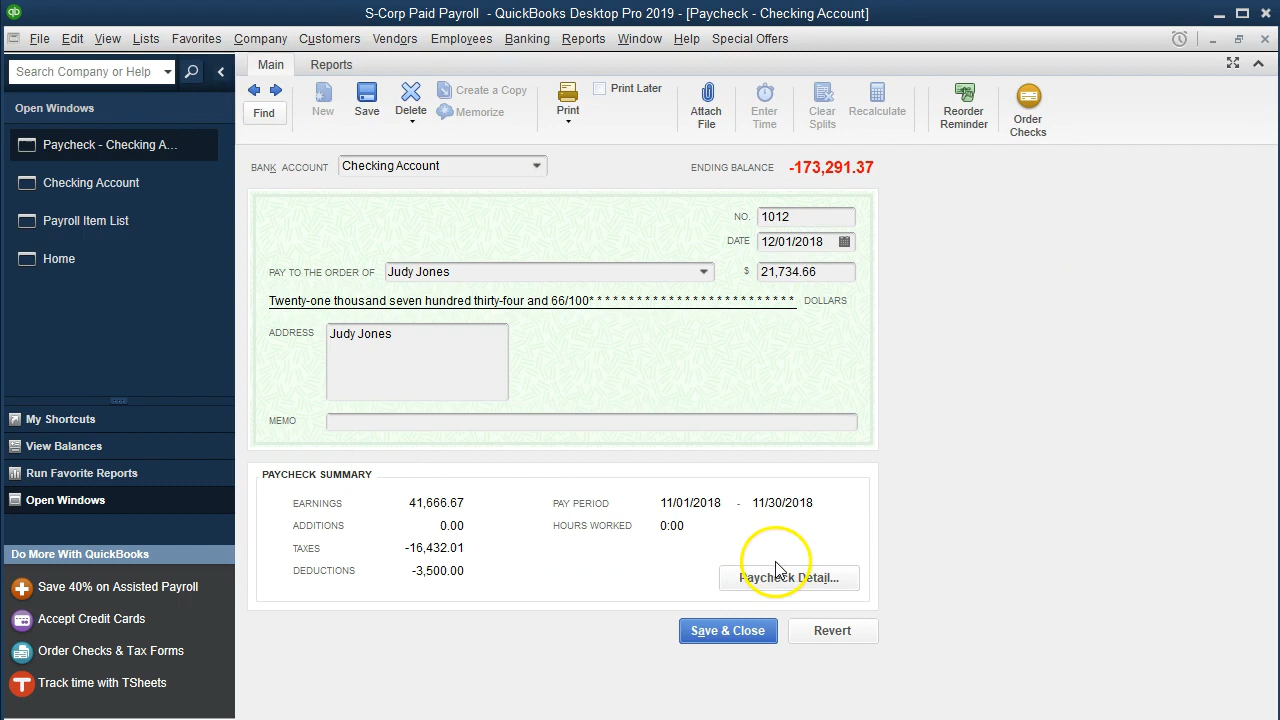 S-Corp Paid Payroll - QuickBooks Desktop Pro 2019 - [Paycheck - Checking Account]
File Edit View Lists Favorites Company Customers Vendors Employees Banking Reports Window Help Special Offers
Search Company or Help
Open Windows
Paycheck - Checking A...
Checking Account
Payroll Item List
Home
My Shortcuts
View Balances
Run Favorite Reports
Open Windows
Do More With QuickBooks
Save 40% on Assisted Payroll
Accept Credit Cards
Order Checks & Tax Forms
Track time with TSheets
Main Reports
Find
New
Save
Delete
Create a Copy
Memorize
Print
Print Later
Attach File
Enter Time
Clear Splits
Recalculate
Reorder Reminder
Order Checks
BANK ACCOUNT Checking Account ENDING BALANCE -173,291.37
NO. 1012
DATE 12/01/2018
PAY TO THE ORDER OF Judy Jones $ 21,734.66
Twenty-one thousand seven hundred thirty-four and 66/100* * * * * * * * * * * * * * * * * * * * * * * * * * DOLLARS
ADDRESS Judy Jones
MEMO
PAYCHECK SUMMARY
EARNINGS 41,666.67 PAY PERIOD 11/01/2018 - 11/30/2018
ADDITIONS 0.00 HOURS WORKED 0:00
TAXES -16,432.01
DEDUCTIONS -3,500.00
Paycheck Detail...
Save & Close Revert